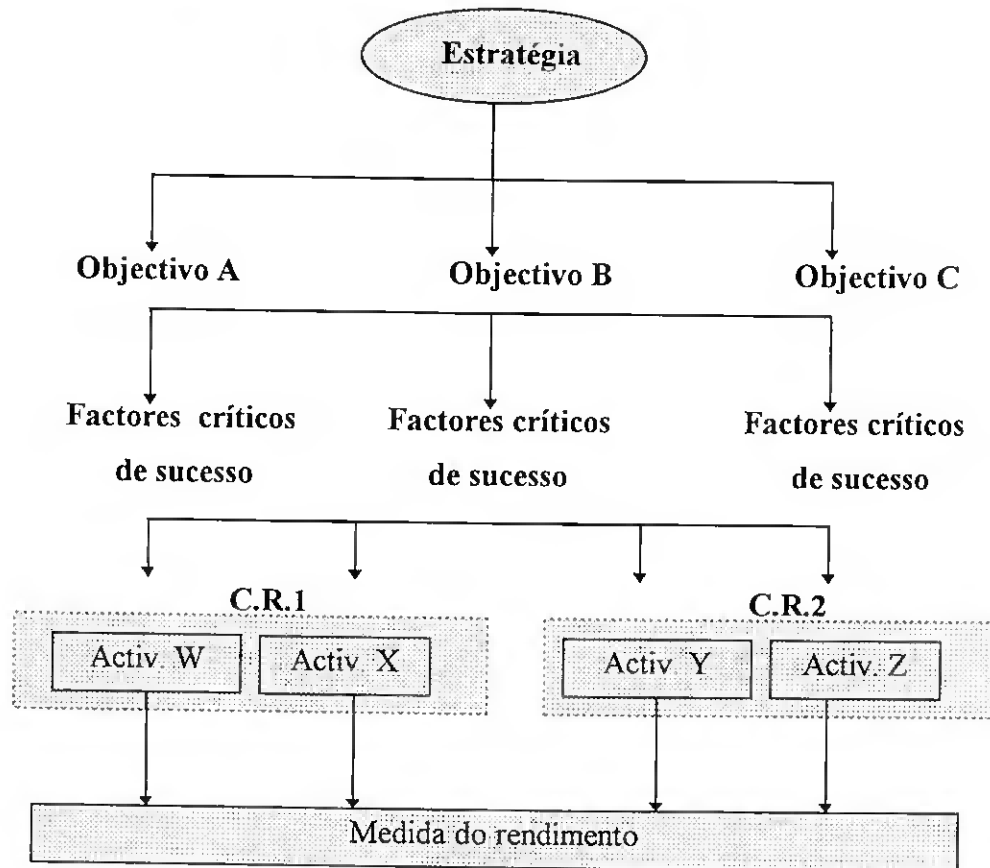 Estratégia
Objectivo A
Objectivo B
Objectivo C
Factores críticos
de sucesso
Factores críticos
de sucesso
Factores críticos
de sucesso
C.R.1
C.R.2
Activ. W
Activ. X
Activ. Y
Activ. Z
Medida do rendimento